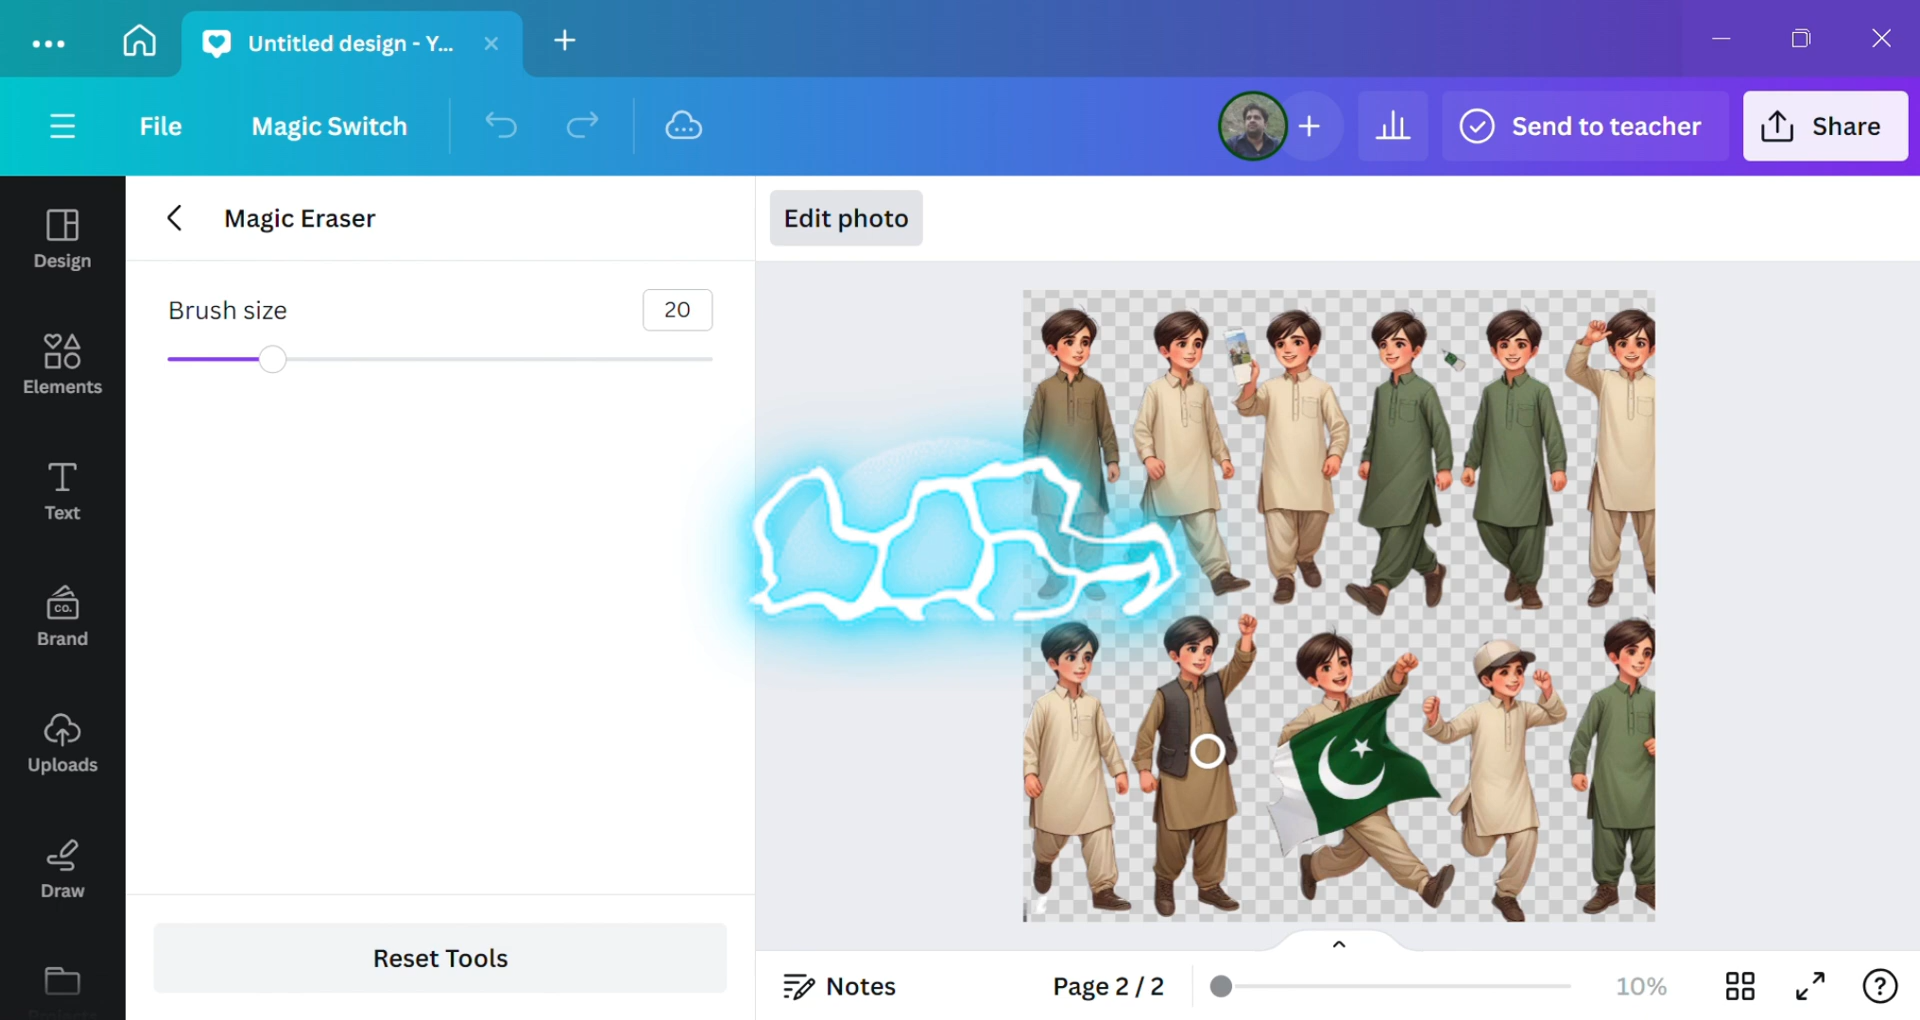 Untitled design - Y...
File
Magic Switch
Send to teacher
Share
Design
Elements
Text
CO.
Brand
Uploads
Draw
Magic Eraser
Brush size
20
Reset Tools
Edit photo
Notes
Page 2 / 2
10%